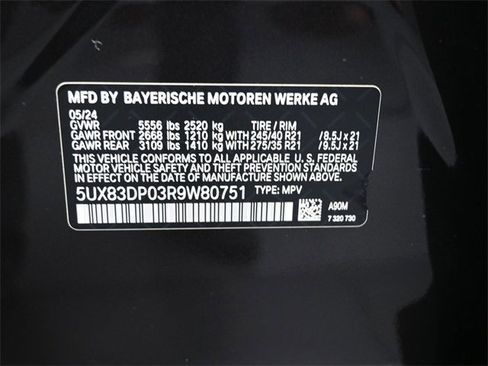 MFD BY BAYERISCHE MOTOREN WERKE AG
05/24
GVWR 5556 lbs 2520 kg TIRE / RIM
GAWR FRONT 2668 lbs 1210 kg WITH 245/40 R21 / 8.5J x 21
GAWR REAR 3109 lbs 1410 kg WITH 275/35 R21 / 9.5J x 21
THIS VEHICLE CONFORMS TO ALL APPLICABLE U. S. FEDERAL
MOTOR VEHICLE SAFETY AND THEFT PREVENTION STANDARDS
IN EFFECT ON THE DATE OF MANUFACTURE SHOWN ABOVE.
5UX83DP03R9W80751 TYPE: MPV
A90M
7 320 730